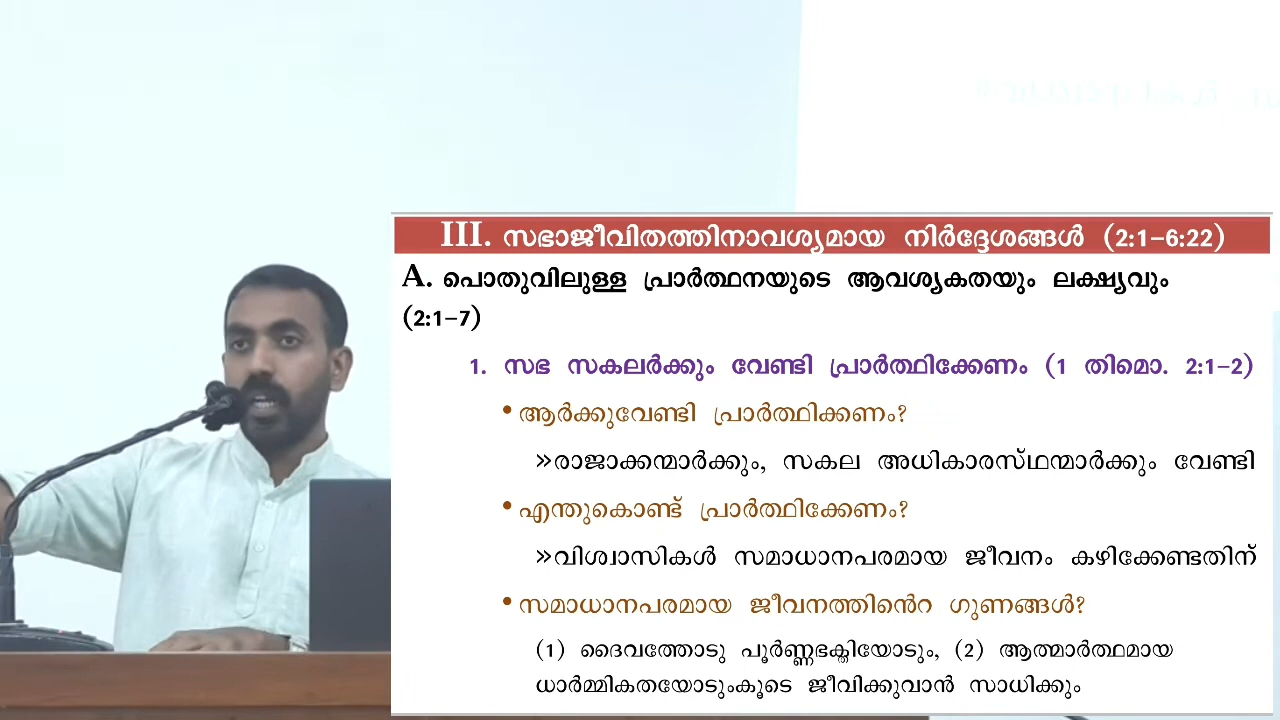 III. സഭാജീവിതത്തിനാവശ്യമായ നിർദ്ദേശങ്ങൾ (2:1–6:22)
A. പൊതുവിലുള്ള പ്രാർത്ഥനയുടെ ആവശ്യകതയും ലക്ഷ്യവും
(2:1–7)
1. സഭ സകലർക്കും വേണ്ടി പ്രാർത്ഥിക്കേണം (1 തിമൊ. 2:1–2)
• ആർക്കുവേണ്ടി പ്രാർത്ഥിക്കണം?
»രാജാക്കന്മാർക്കും, സകല അധികാരസ്ഥന്മാർക്കും വേണ്ടി
• എന്തുകൊണ്ട് പ്രാർത്ഥിക്കേണം?
»വിശ്വാസികൾ സമാധാനപരമായ ജീവനം കഴിക്കേണ്ടതിന്
• സമാധാനപരമായ ജീവനത്തിൻെറ ഗുണങ്ങൾ?
(1) ദൈവത്തോടു പൂർണ്ണഭക്തിയോടും, (2) ആത്മാർത്ഥമായ
ധാർമ്മികതയോടുംകൂടെ ജീവിക്കുവാൻ സാധിക്കും